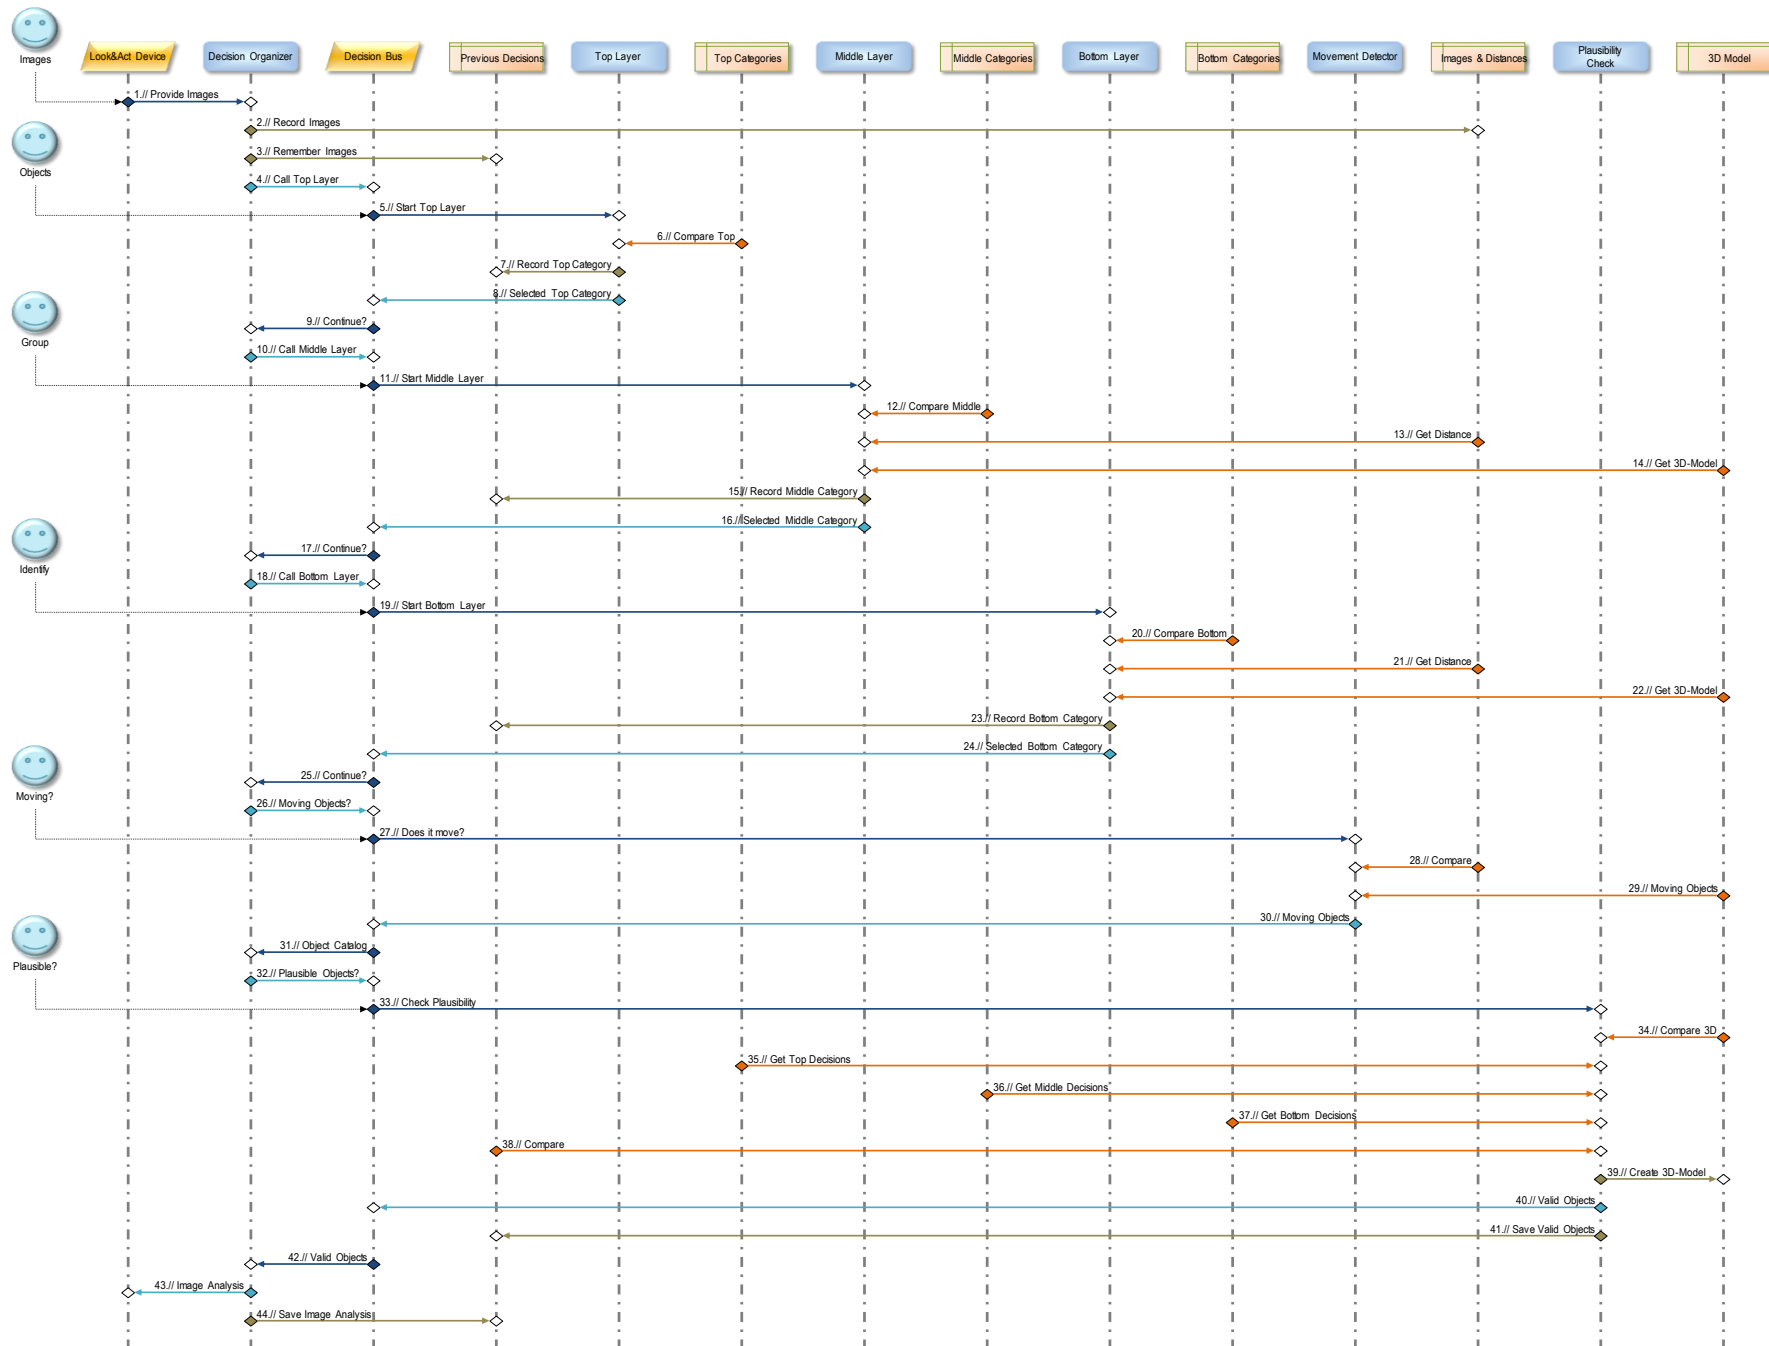 Images
Look&Act Device
Decision Organizer
Decision Bus
Previous Decisions
Top Layer
Top Categories
Middle Layer
Middle Categories
Bottom Layer
Bottom Categories
Movement Detector
Images & Distances
Plausibility
Check
3D Model
1.// Provide Images
2.// Record Images
Objects
3.// Remember Images
4.// Call Top Layer
5.// Start Top Layer
6.// Compare Top
7.// Record Top Category
8.// Selected Top Category
Group
9.// Continue?
10.// Call Middle Layer
11.// Start Middle Layer
12.// Compare Middle
13.// Get Distance
14.// Get 3D-Model
15.// Record Middle Category
16.// Selected Middle Category
Identify
17.// Continue?
18.// Call Bottom Layer
19.// Start Bottom Layer
20.// Compare Bottom
21.// Get Distance
22.// Get 3D-Model
23.// Record Bottom Category
24.// Selected Bottom Category
Moving?
25.// Continue?
26.// Moving Objects?
27.// Does it move?
28.// Compare
29.// Moving Objects
30.// Moving Objects
Plausible?
31.// Object Catalog
32.// Plausible Objects?
33.// Check Plausibility
34.// Compare 3D
35.// Get Top Decisions
36.// Get Middle Decisions
37.// Get Bottom Decisions
38.// Compare
39.// Create 3D-Model
40.// Valid Objects
41.// Save Valid Objects
42.// Valid Objects
43.// Image Analysis
44.// Save Image Analysis